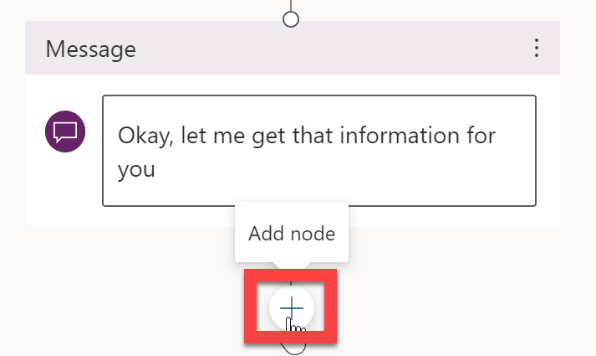 Message
Okay, let me get that information for
you
Add node